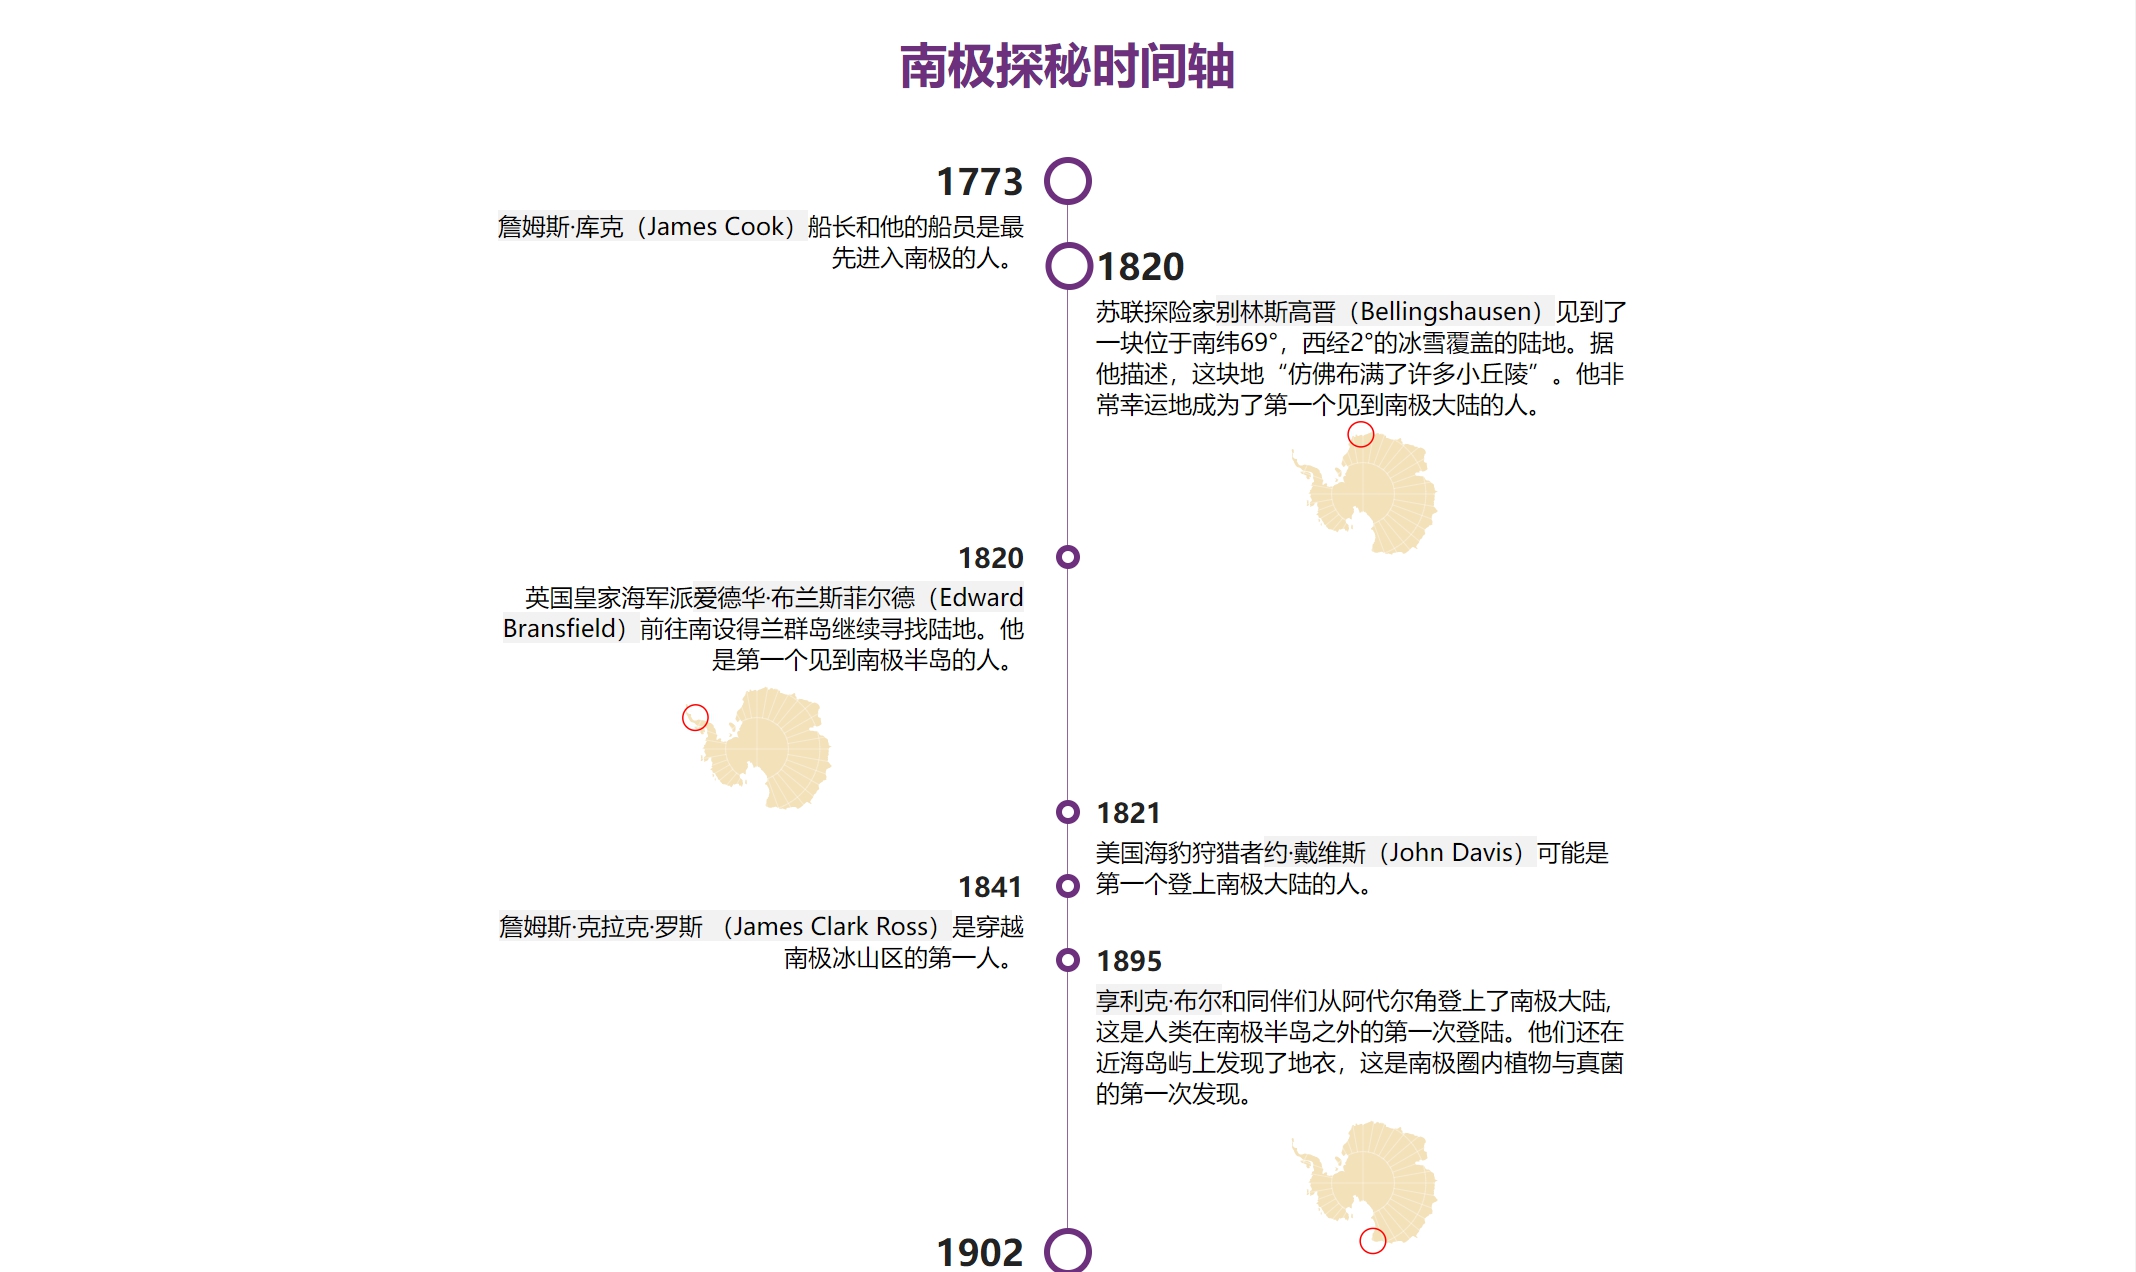 南极探秘时间轴
1773
詹姆斯·库克（James Cook）船长和他的船员是最
先进入南极的人。
1820
苏联探险家别林斯高晋（Bellingshausen）见到了
一块位于南纬69°，西经2°的冰雪覆盖的陆地。据
他描述，这块地“仿佛布满了许多小丘陵”。他非
常幸运地成为了第一个见到南极大陆的人。
1820
英国皇家海军派爱德华·布兰斯菲尔德（Edward
Bransfield）前往南设得兰群岛继续寻找陆地。他
是第一个见到南极半岛的人。
1821
美国海豹狩猎者约·戴维斯（John Davis）可能是
第一个登上南极大陆的人。
1841
詹姆斯·克拉克·罗斯 （James Clark Ross）是穿越
南极冰山区的第一人。
1895
亨利克·布尔和同伴们从阿代尔角登上了南极大陆,
这是人类在南极半岛之外的第一次登陆。他们还在
近海岛屿上发现了地衣，这是南极圈内植物与真菌
的第一次发现。
1902